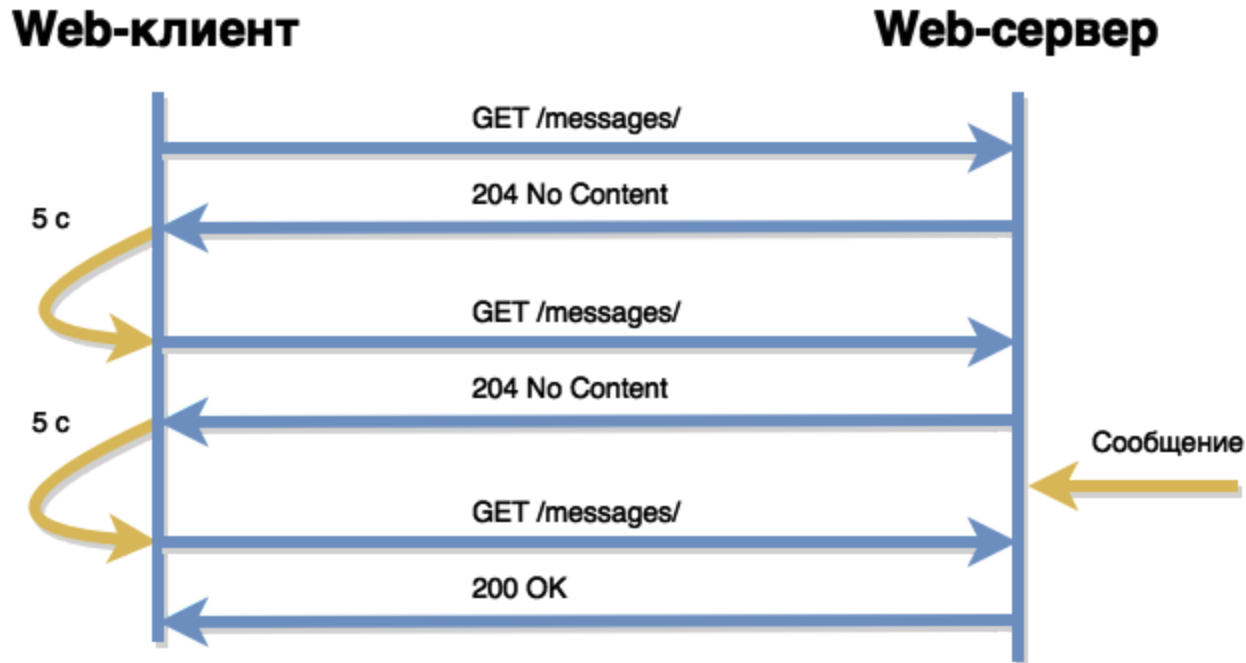 Web-клиент
Web-сервер
GET /messages/
204 No Content
5 с
GET /messages/
204 No Content
5 с
Сообщение
GET /messages/
200 OK